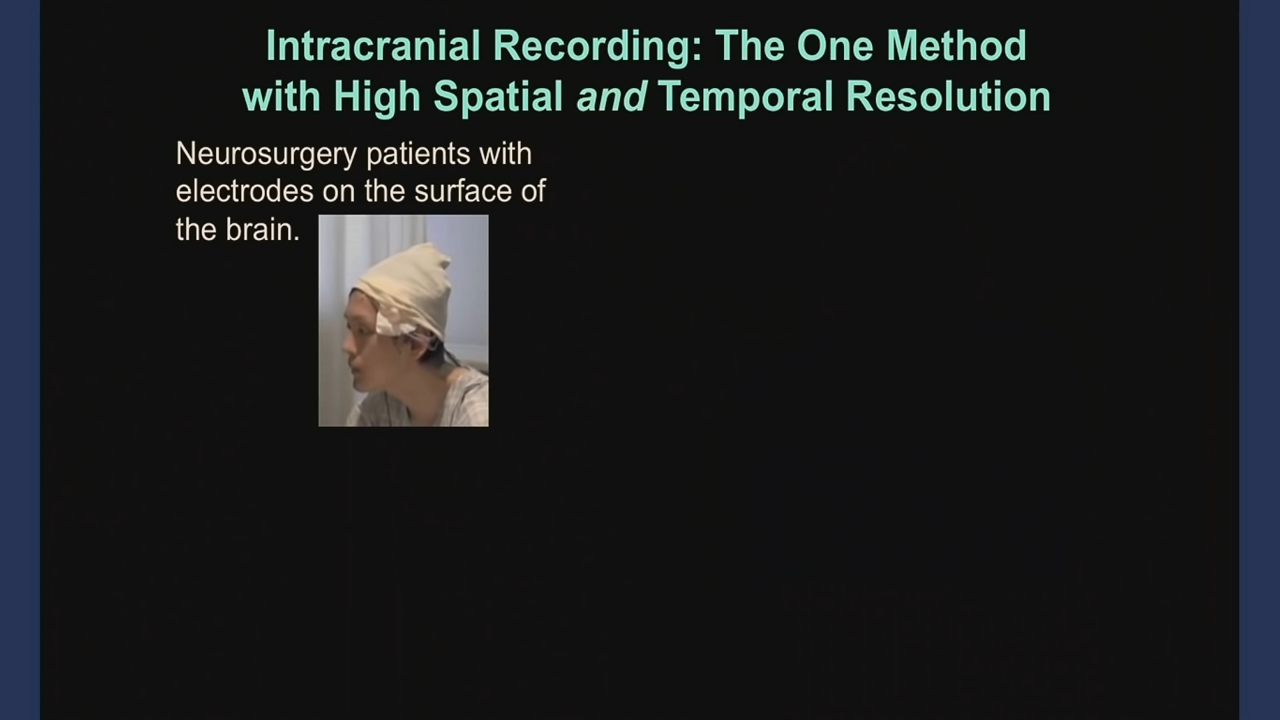 Intracranial Recording: The One Method
with High Spatial and Temporal Resolution
Neurosurgery patients with
electrodes on the surface of
the brain.